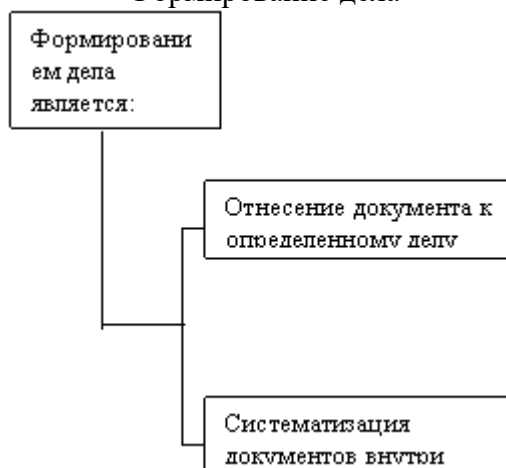 Формирование дела
Формировани
ем дела
является:
Отнесение документа к
определенному делу
Систематизация
документов внутри